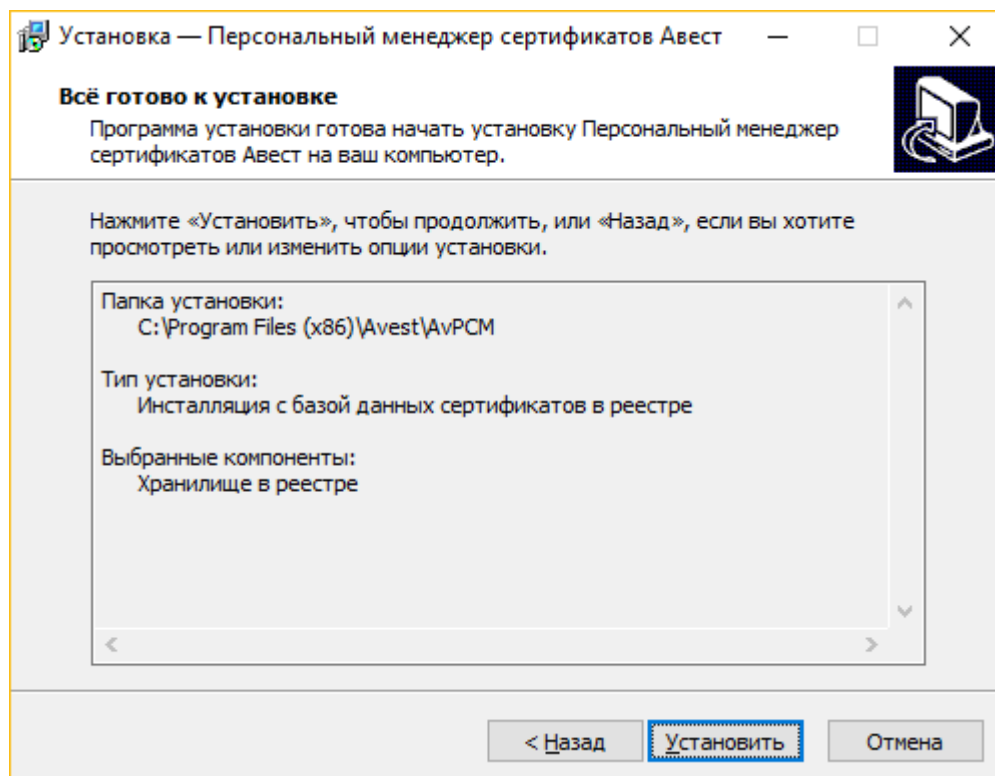 Установка — Персональный менеджер сертификатов Авест
Всё готово к установке
Программа установки готова начать установку Персональный менеджер
сертификатов Авест на ваш компьютер.
Нажмите «Установить», чтобы продолжить, или «Назад», если вы хотите
просмотреть или изменить опции установки.
Папка установки:
C:\Program Files (x86)\Avest\AvPCM
Тип установки:
Инсталляция с базой данных сертификатов в реестре
Выбранные компоненты:
Хранилище в реестре
< Назад
Установить
Отмена